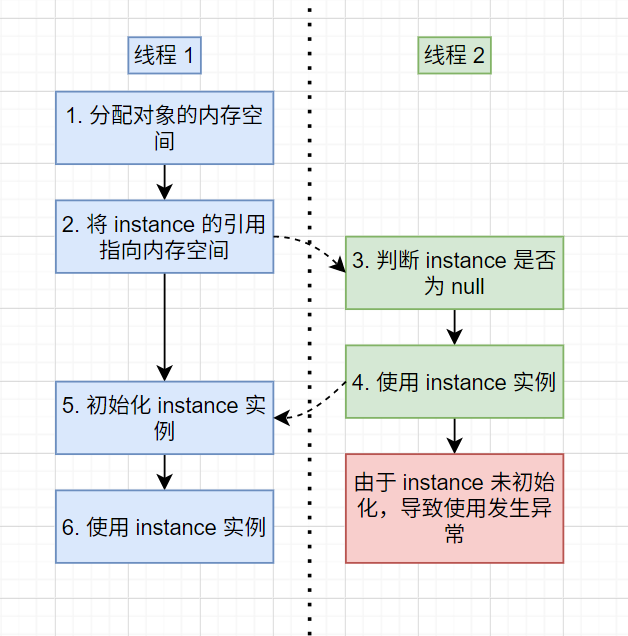 线程 1
线程 2
1. 分配对象的内存空
间
2. 将 instance 的引用
指向内存空间
3. 判断 instance 是否
为 null
4. 使用 instance 实例
5. 初始化 instance 实
例
由于 instance 未初始
化，导致使用发生异
常
6. 使用 instance 实例